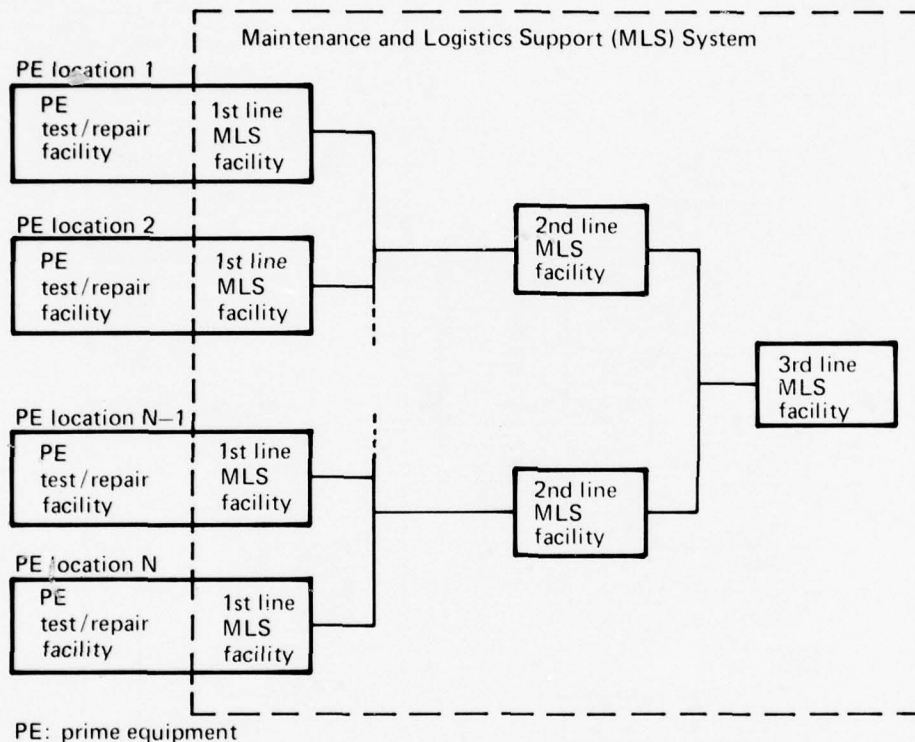 Maintenance and Logistics Support (MLS) System
PE location 1
PE
test/repair
facility
1st line
MLS
facility
PE location 2
PE
test/repair
facility
1st line
MLS
facility
2nd line
MLS
facility
3rd line
MLS
facility
PE location N–1
PE
test/repair
facility
1st line
MLS
facility
2nd line
MLS
facility
PE location N
PE
test/repair
facility
1st line
MLS
facility
PE: prime equipment